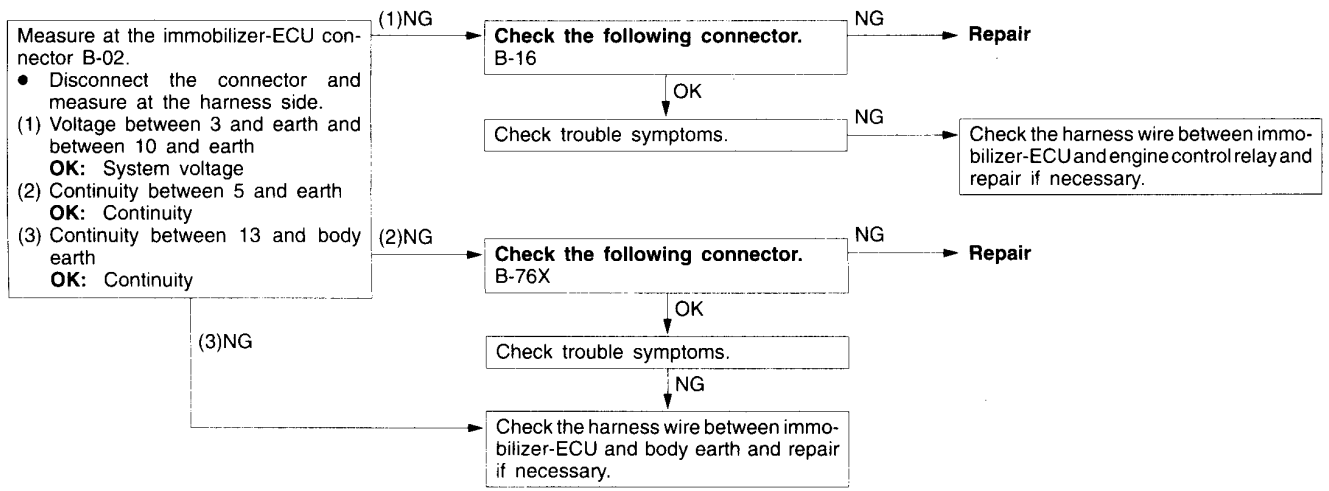 Measure at the immobilizer-ECU con-
nector B-02.
● Disconnect the connector and
measure at the harness side.
(1) Voltage between 3 and earth and
between 10 and earth
OK: System voltage
(2) Continuity between 5 and earth
OK: Continuity
(3) Continuity between 13 and body
earth
OK: Continuity
(1)NG
Check the following connector.
B-16
NG
Repair
OK
Check trouble symptoms.
NG
Check the harness wire between immo-
bilizer-ECU and engine control relay and
repair if necessary.
(2)NG
Check the following connector.
B-76X
NG
Repair
OK
Check trouble symptoms.
NG
(3)NG
Check the harness wire between immo-
bilizer-ECU and body earth and repair
if necessary.